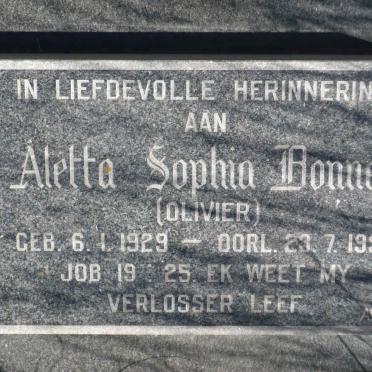 IN LIEFDEVOLLE HERINNERIN
AAN
Aletta Sophia Bonn
(OLIVIER)
GEB. 6.1.1929 — OORL. 23.7.19
JOB 19 25 EK WEET MY
VERLOSSER LEEF